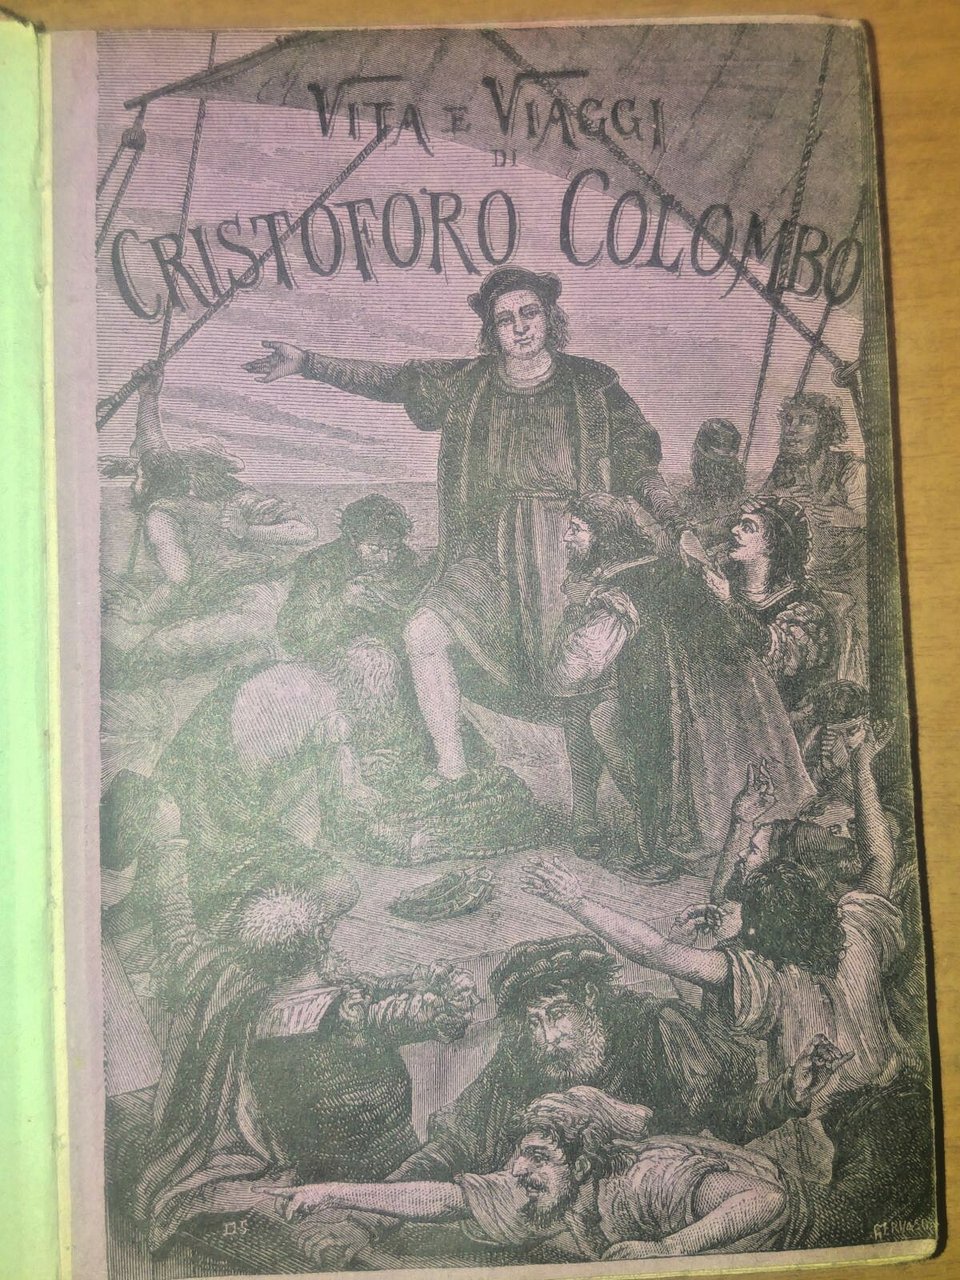 VITA E VIAGGI
DI
CRISTOFORO COLOMBO
D.S.